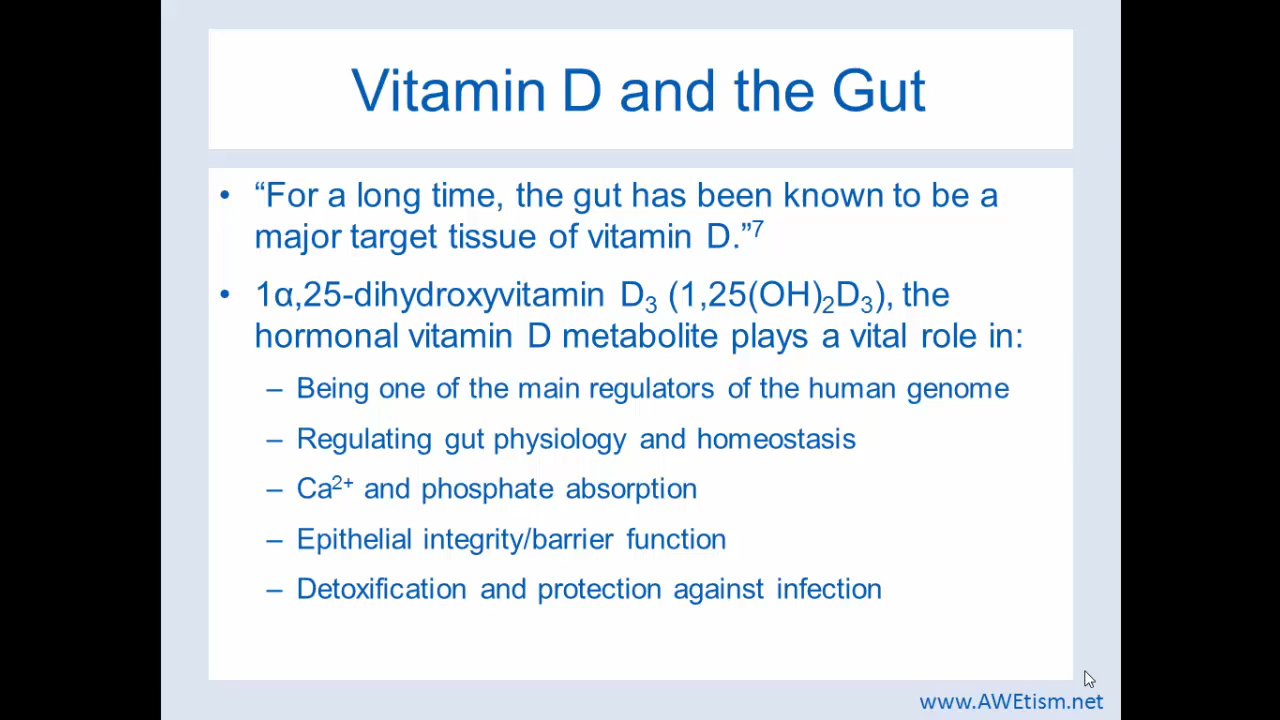 Vitamin D and the Gut
• “For a long time, the gut has been known to be a
major target tissue of vitamin D.”⁷
• 1α,25-dihydroxyvitamin D₃ (1,25(OH)₂D₃), the
hormonal vitamin D metabolite plays a vital role in:
– Being one of the main regulators of the human genome
– Regulating gut physiology and homeostasis
– Ca²⁺ and phosphate absorption
– Epithelial integrity/barrier function
– Detoxification and protection against infection
www.AWEtism.net